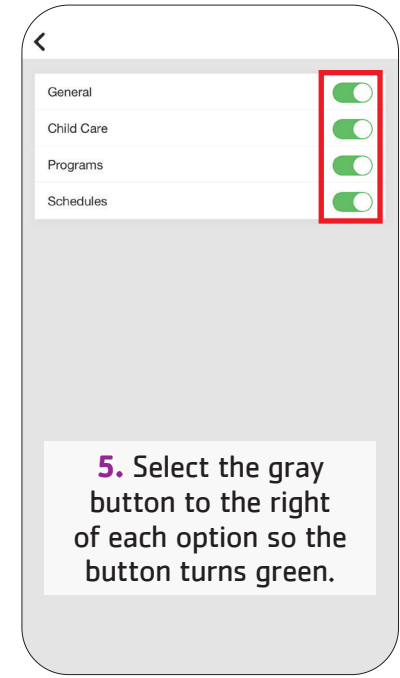 General
Child Care
Programs
Schedules
5. Select the gray
button to the right
of each option so the
button turns green.